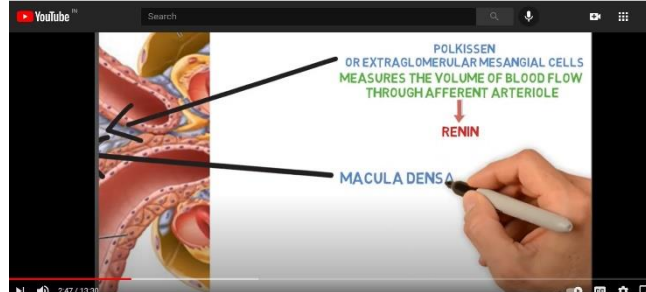 YouTube IN
Search
POLKISSEN
OR EXTRAGLOMERULAR MESANGIAL CELLS
MEASURES THE VOLUME OF BLOOD FLOW
THROUGH AFFERENT ARTERIOLE
RENIN
MACULA DENSA
2:47 / 13:30